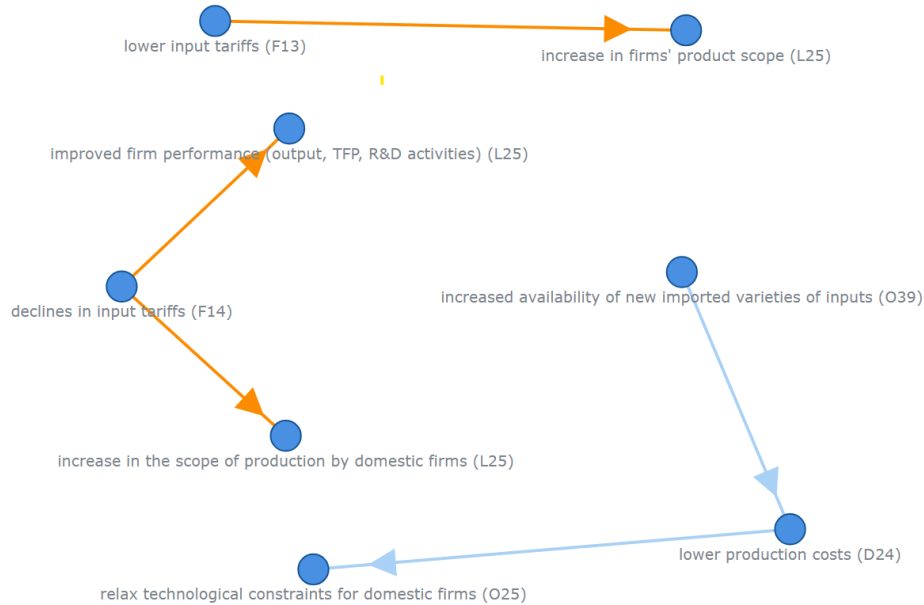 lower input tariffs (F13)
increase in firms' product scope (L25)
improved firm performance (output, TFP, R&D activities) (L25)
increased availability of new imported varieties of inputs (O39)
declines in input tariffs (F14)
increase in the scope of production by domestic firms (L25)
lower production costs (D24)
relax technological constraints for domestic firms (O25)